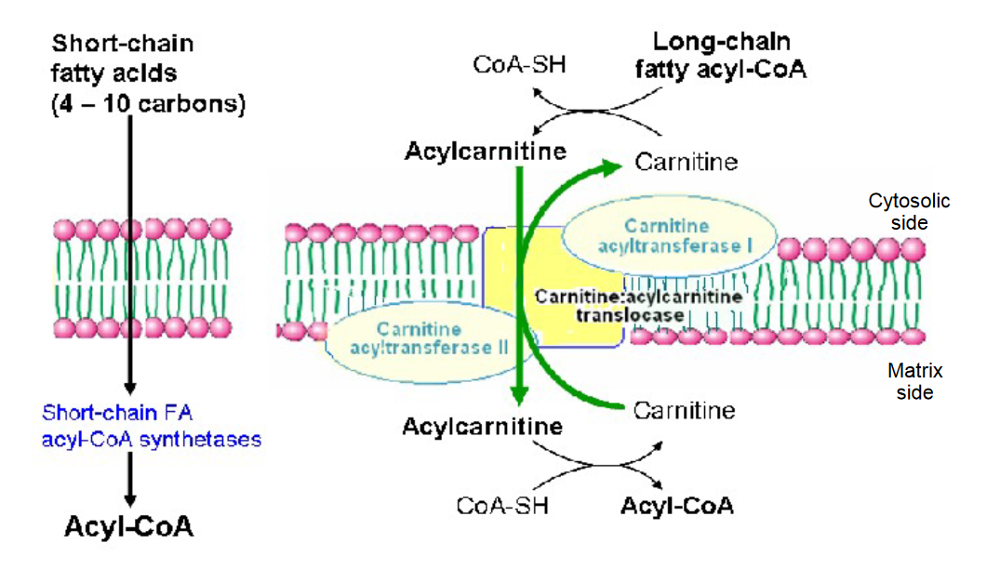 Short-chain
fatty acids
(4 – 10 carbons)
Short-chain FA
acyl-CoA synthetases
Acyl-CoA
Long-chain
fatty acyl-CoA
CoA-SH
Acylcarnitine
Carnitine
Cytosolic
side
Carnitine
acyltransferase I
Carnitine:acylcarnitine
translocase
Carnitine
acyltransferase II
Matrix
side
Carnitine
Acylcarnitine
CoA-SH
Acyl-CoA